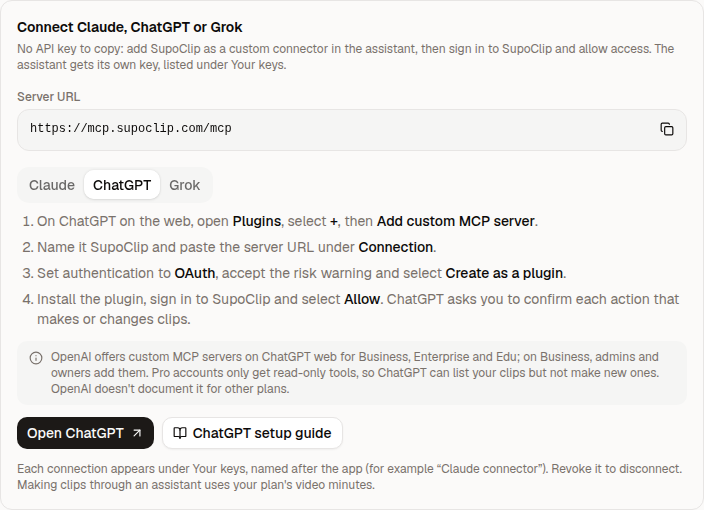 Connect Claude, ChatGPT or Grok
No API key to copy: add SupoClip as a custom connector in the assistant, then sign in to SupoClip and allow access. The
assistant gets its own key, listed under Your keys.
Server URL
https://mcp.supoclip.com/mcp
Claude ChatGPT Grok
1. On ChatGPT on the web, open Plugins, select +, then Add custom MCP server.
2. Name it SupoClip and paste the server URL under Connection.
3. Set authentication to OAuth, accept the risk warning and select Create as a plugin.
4. Install the plugin, sign in to SupoClip and select Allow. ChatGPT asks you to confirm each action that
makes or changes clips.
OpenAI offers custom MCP servers on ChatGPT web for Business, Enterprise and Edu; on Business, admins and
owners add them. Pro accounts only get read-only tools, so ChatGPT can list your clips but not make new ones.
OpenAI doesn't document it for other plans.
Open ChatGPT ChatGPT setup guide
Each connection appears under Your keys, named after the app (for example “Claude connector”). Revoke it to disconnect.
Making clips through an assistant uses your plan's video minutes.